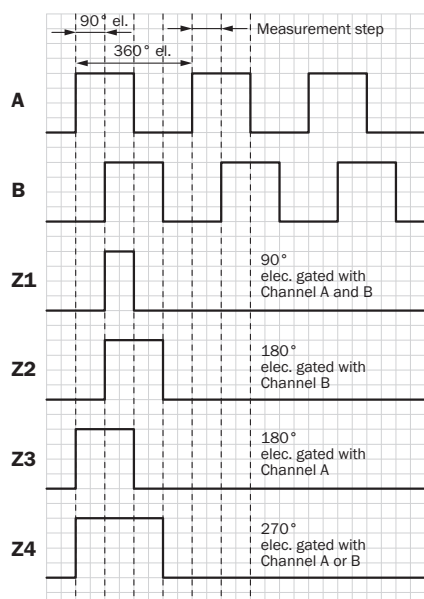 90° el.
Measurement step
360° el.
A
B
Z1
90°
elec. gated with
Channel A and B
Z2
180°
elec. gated with
Channel B
Z3
180°
elec. gated with
Channel A
Z4
270°
elec. gated with
Channel A or B